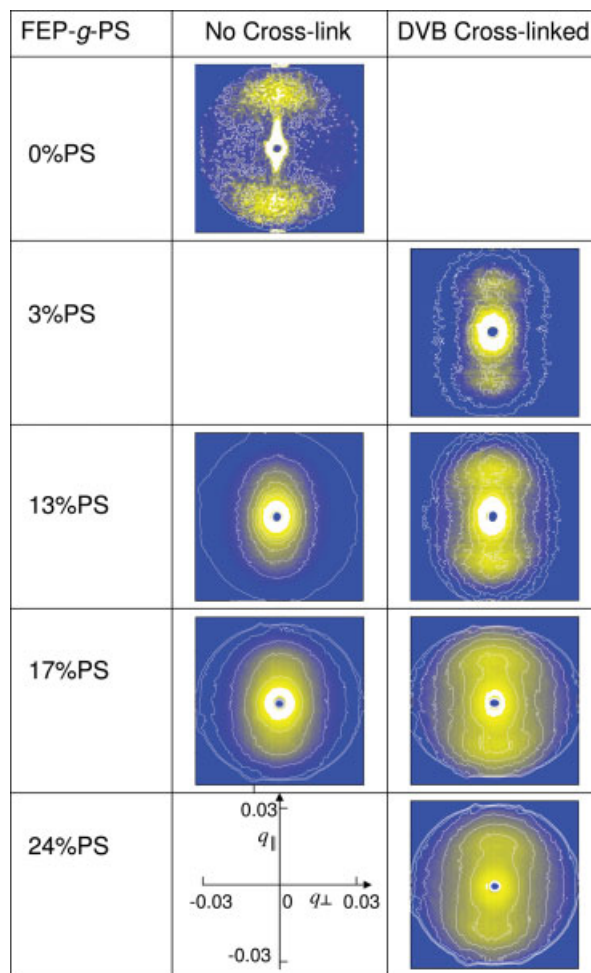 FEP-g-PS No Cross-link DVB Cross-linked
0%PS
3%PS
13%PS
17%PS
24%PS
0.03
q∥
-0.03 0 q⊥ 0.03
-0.03